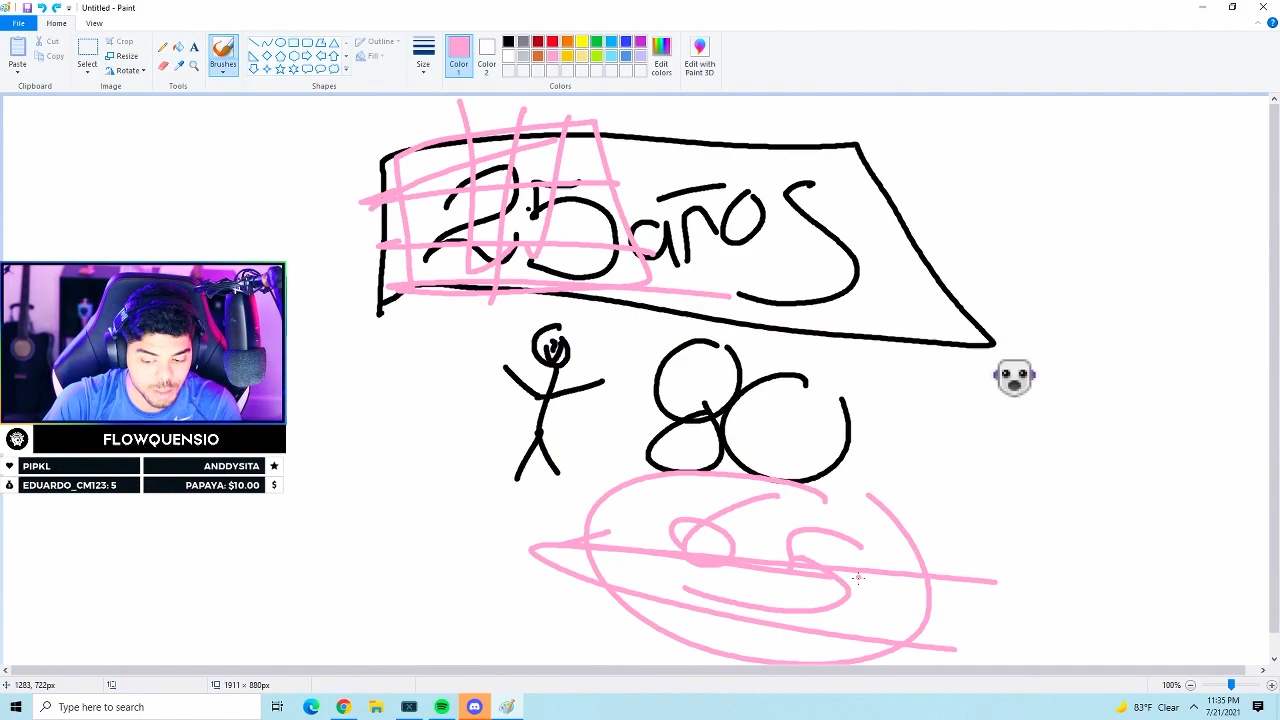 Untitled - Paint
File Home View
Paste
Cut
Copy
Clipboard
Select
Crop
Resize
Rotate
Image
A
Tools
Brushes
Outline
Fill
Shapes
Size
Color 1
Color 2
Edit colors
Colors
Edit with Paint 3D
25 años
80
65
FLOWQUENSIO
PIPKL ANDDYSITA
EDUARDO_CM123: 5 PAPAYA: $10.00 $
1283, 722px 1911 × 880px 100%
Type here to search 83°F Clear 11:35 PM
7/21/2021